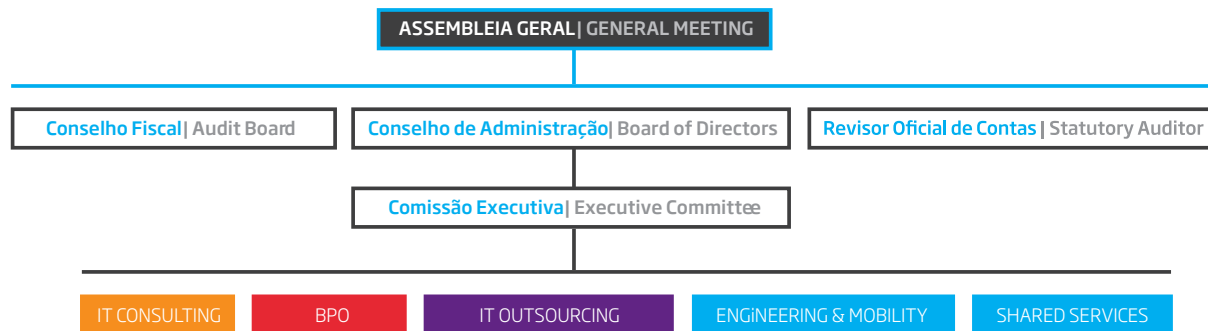 ASSEMBLEIA GERAL| GENERAL MEETING
Conselho Fiscal| Audit Board
Conselho de Administração| Board of Directors
Revisor Oficial de Contas | Statutory Auditor
Comissão Executiva| Executive Committee
IT CONSULTING
BPO
IT OUTSOURCING
ENGiNEERING & MOBILITY
SHARED SERVICES